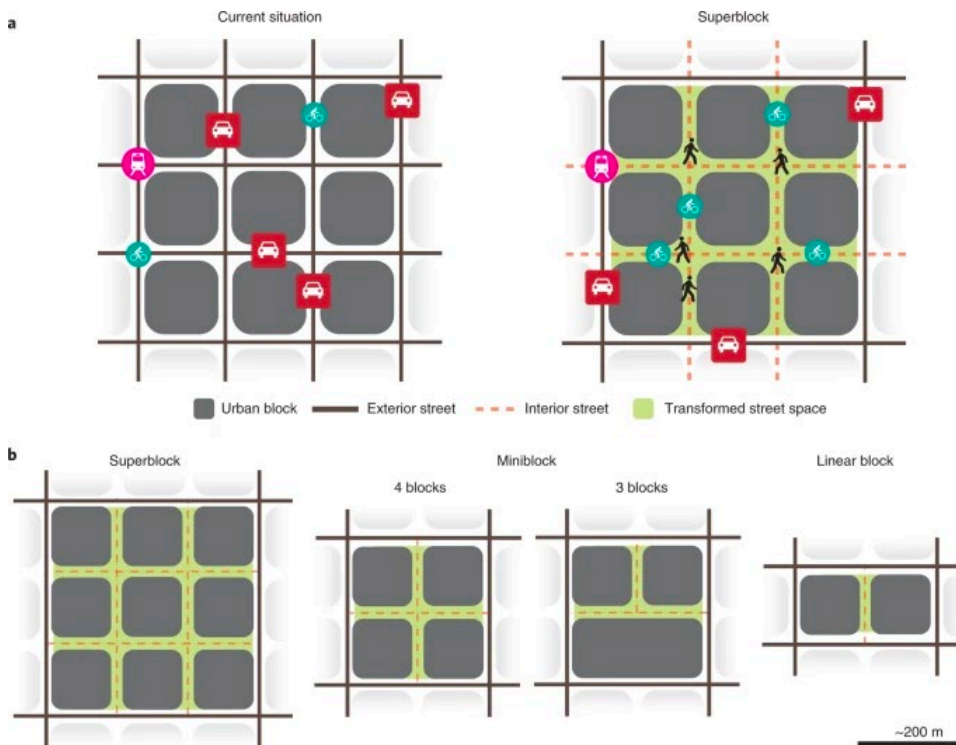 a
Current situation
Superblock
Urban block
Exterior street
Interior street
Transformed street space
b
Superblock
Miniblock
Linear block
4 blocks
3 blocks
~200 m